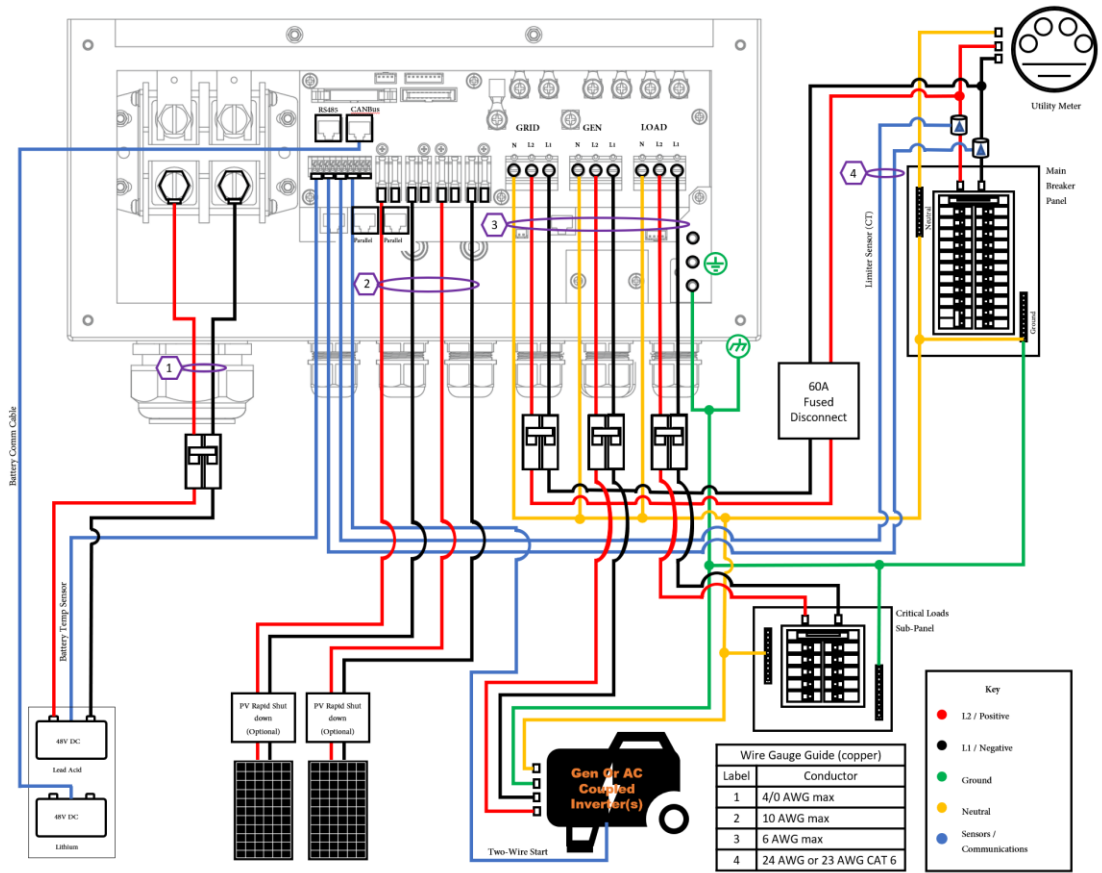 RS485
CANBus
GRID
GEN
LOAD
N L2 L1
N L2 L1
N L2 L1
Parallel
Parallel
1
2
3
4
Utility Meter
Main
Breaker
Panel
Neutral
Ground
Limiter Sensor (CT)
60A
Fused
Disconnect
Battery Comm Cable
Battery Temp Sensor
Critical Loads
Sub-Panel
PV Rapid Shut
down
(Optional)
PV Rapid Shut
down
(Optional)
48V DC
Lead Acid
48V DC
Lithium
Gen Or AC
Coupled
Inverter(s)
Two-Wire Start
Wire Gauge Guide (copper)
Label Conductor
1 4/0 AWG max
2 10 AWG max
3 6 AWG max
4 24 AWG or 23 AWG CAT 6
Key
L2 / Positive
L1 / Negative
Ground
Neutral
Sensors /
Communications